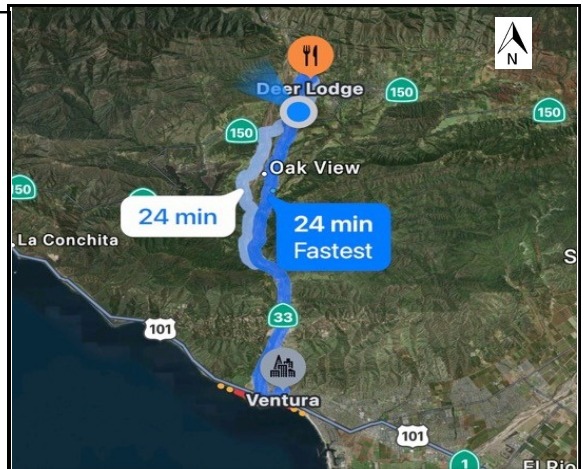 N
Deer Lodge
150
150
150
150
Oak View
24 min
24 min
Fastest
La Conchita
S
33
101
Ventura
101
1
El Rio